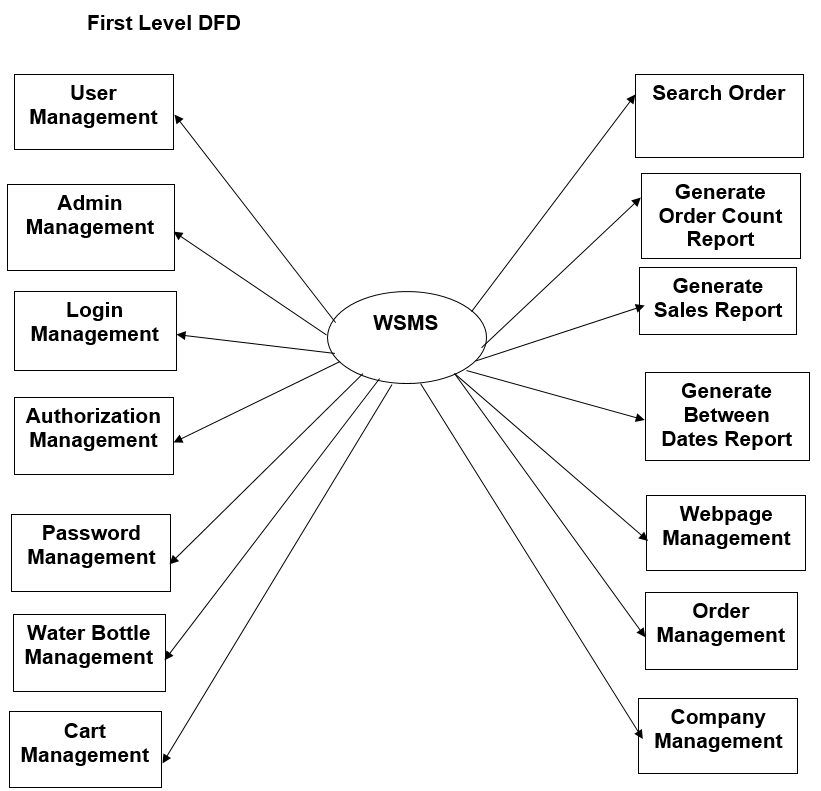 First Level DFD
User
Management
Admin
Management
Login
Management
Authorization
Management
Password
Management
Water Bottle
Management
Cart
Management
WSMS
Search Order
Generate
Order Count
Report
Generate
Sales Report
Generate
Between
Dates Report
Webpage
Management
Order
Management
Company
Management